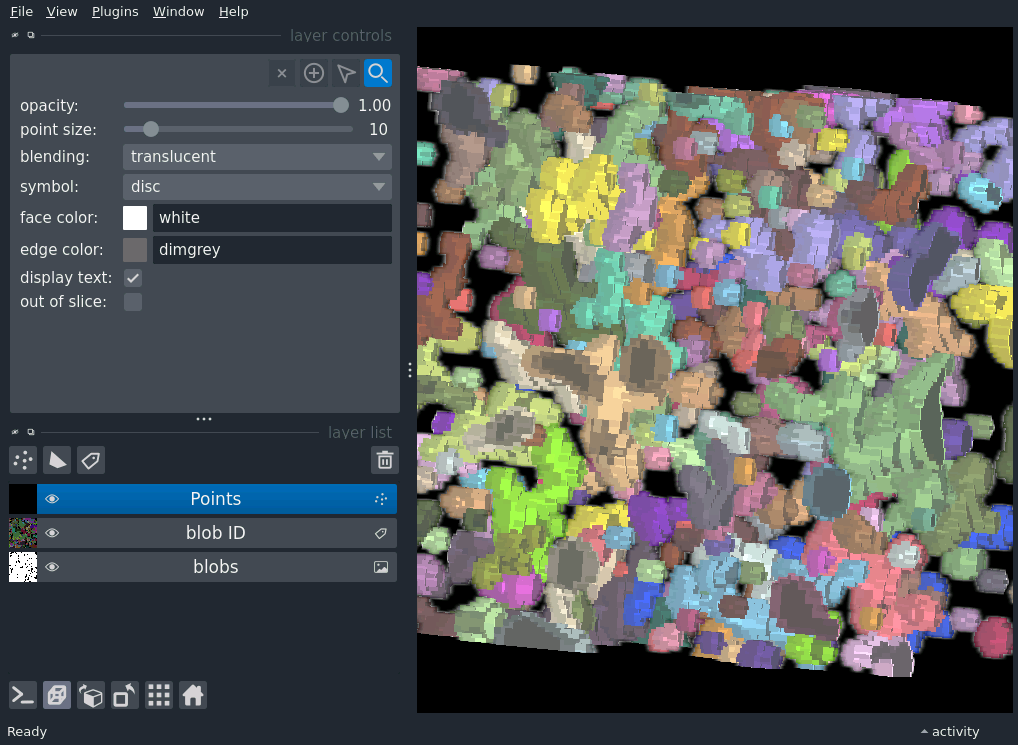 File View Plugins Window Help
layer controls
opacity: 1.00
point size: 10
blending: translucent
symbol: disc
face color: white
edge color: dimgrey
display text:
out of slice:
layer list
Points
blob ID
blobs
Ready
activity